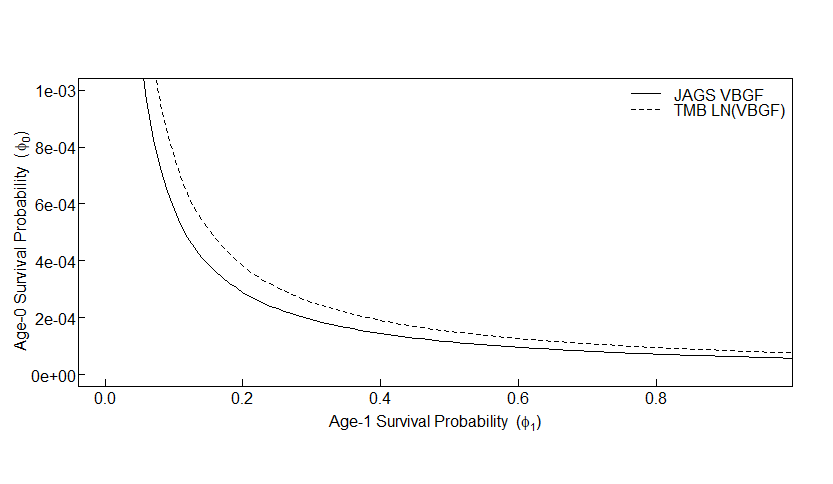 JAGS VBGF
TMB LN(VBGF)
Age-0 Survival Probability (ϕ0)
1e-03
8e-04
6e-04
4e-04
2e-04
0e+00
0.0 0.2 0.4 0.6 0.8
Age-1 Survival Probability (ϕ1)